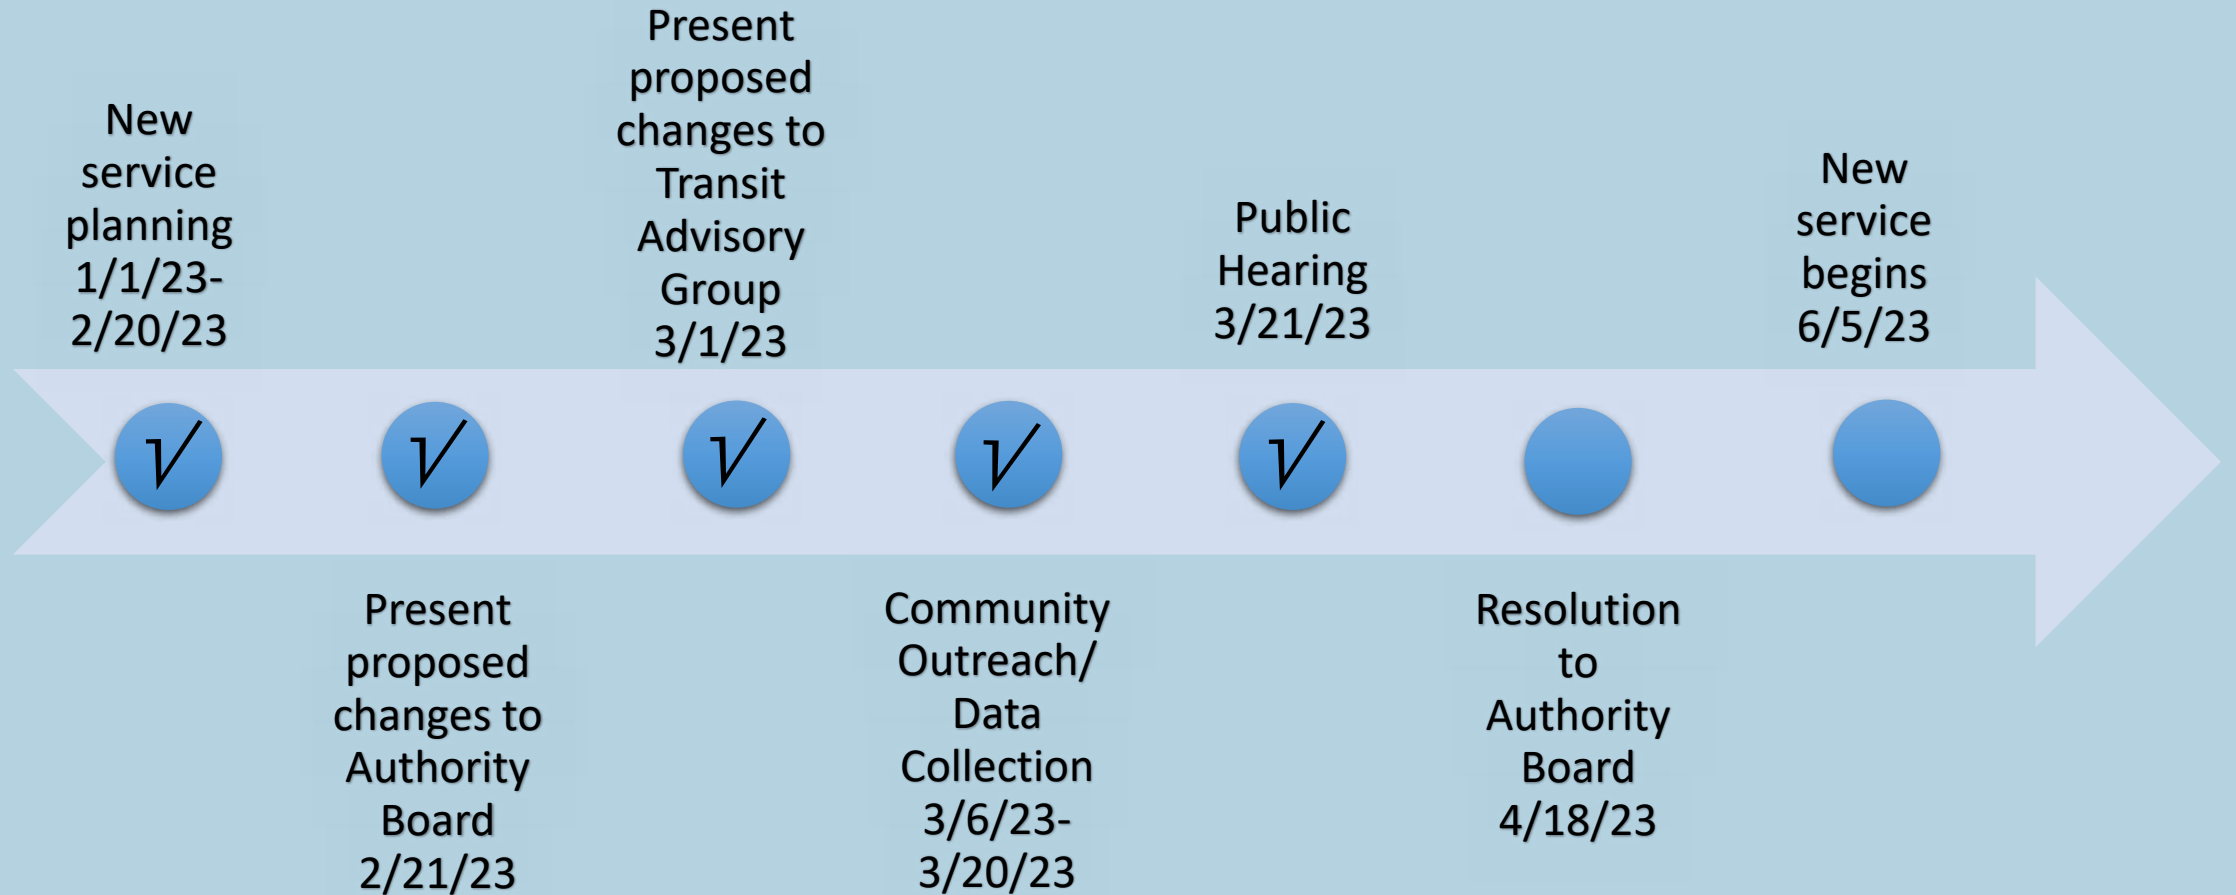 New
service
planning
1/1/23-
2/20/23
√
Present
proposed
changes to
Authority
Board
2/21/23
√
Present
proposed
changes to
Transit
Advisory
Group
3/1/23
√
Community
Outreach/
Data
Collection
3/6/23-
3/20/23
√
Public
Hearing
3/21/23
√
Resolution
to
Authority
Board
4/18/23
New
service
begins
6/5/23